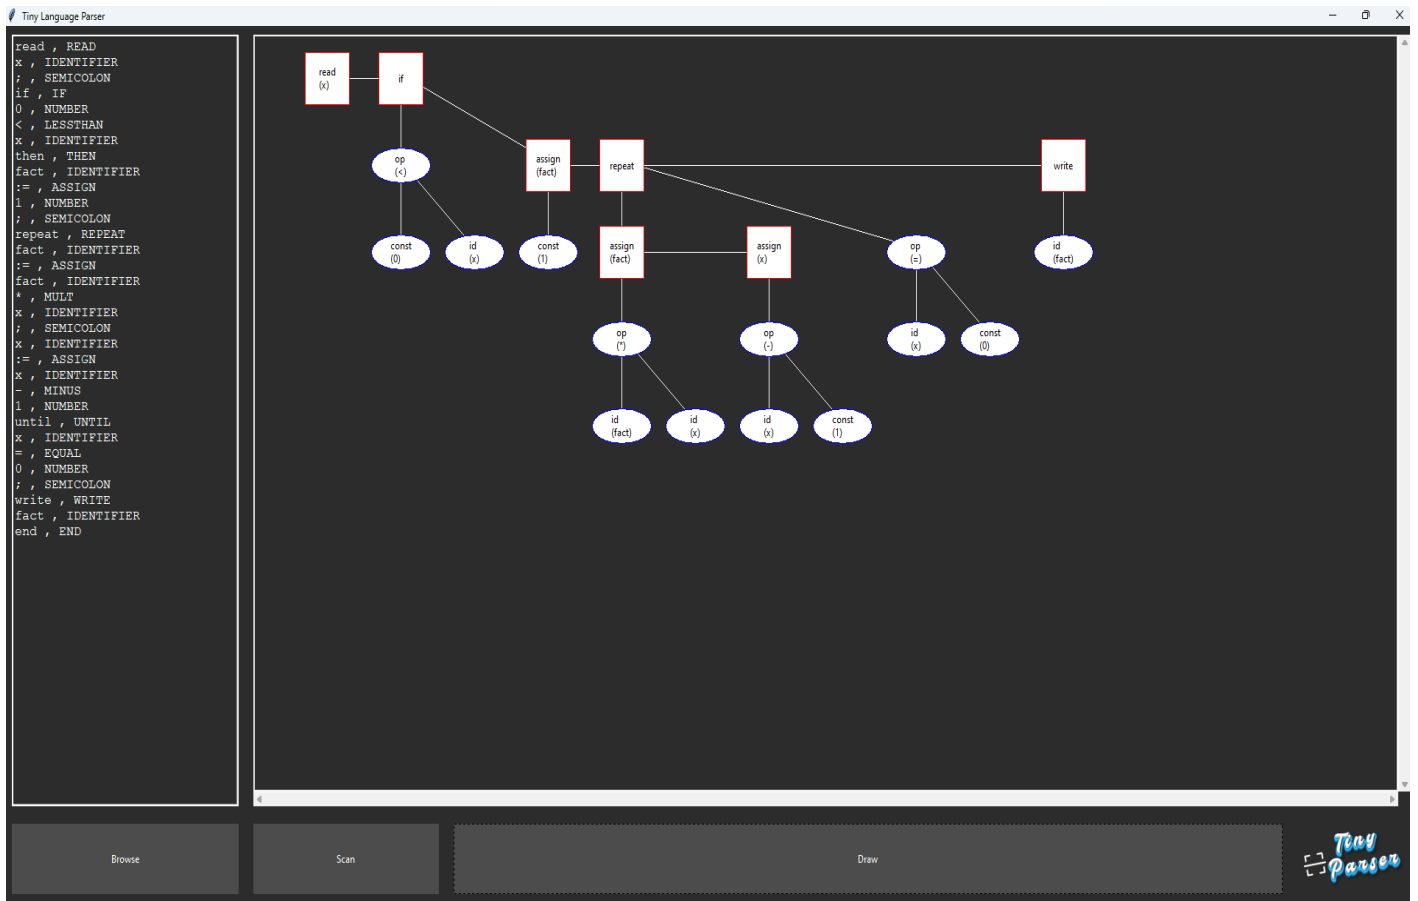 Tiny Language Parser
read , READ
x , IDENTIFIER
; , SEMICOLON
if , IF
0 , NUMBER
< , LESSTHAN
x , IDENTIFIER
then , THEN
fact , IDENTIFIER
:= , ASSIGN
1 , NUMBER
; , SEMICOLON
repeat , REPEAT
fact , IDENTIFIER
:= , ASSIGN
fact , IDENTIFIER
* , MULT
x , IDENTIFIER
; , SEMICOLON
x , IDENTIFIER
:= , ASSIGN
x , IDENTIFIER
- , MINUS
1 , NUMBER
until , UNTIL
x , IDENTIFIER
= , EQUAL
0 , NUMBER
; , SEMICOLON
write , WRITE
fact , IDENTIFIER
end , END
read
(x)
if
op
(<)
assign
(fact)
repeat
write
const
(0)
id
(x)
const
(1)
assign
(fact)
assign
(x)
op
(=)
id
(fact)
op
(*)
op
(-)
id
(x)
const
(0)
id
(fact)
id
(x)
id
(x)
const
(1)
Browse
Scan
Draw
Tiny
Parser